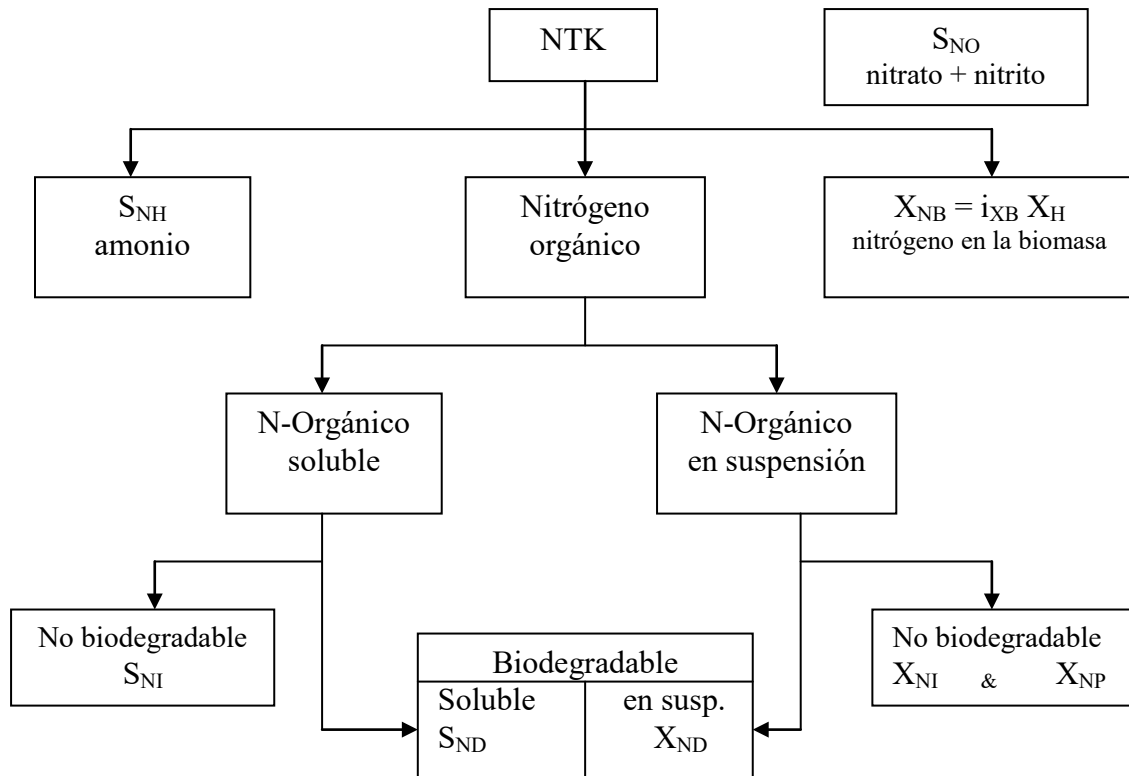 NTK
S_NO
nitrato + nitrito
S_NH
amonio
Nitrógeno
orgánico
X_NB = i_XB X_H
nitrógeno en la biomasa
N-Orgánico
soluble
N-Orgánico
en suspensión
No biodegradable
S_NI
Biodegradable
Soluble
S_ND
en susp.
X_ND
No biodegradable
X_NI & X_NP